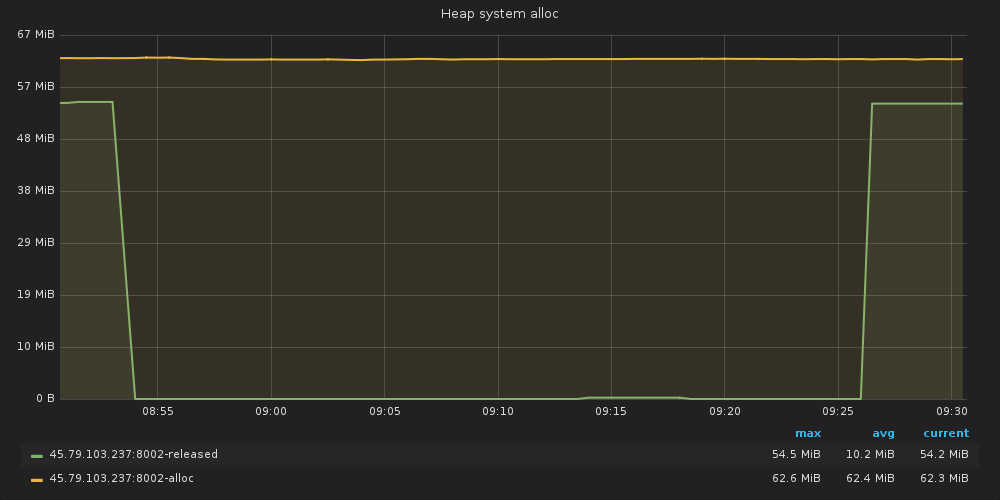 Heap system alloc
67 MiB
57 MiB
48 MiB
38 MiB
29 MiB
19 MiB
10 MiB
0 B
08:55 09:00 09:05 09:10 09:15 09:20 09:25 09:30
max avg current
45.79.103.237:8002-released 54.5 MiB 10.2 MiB 54.2 MiB
45.79.103.237:8002-alloc 62.6 MiB 62.4 MiB 62.3 MiB